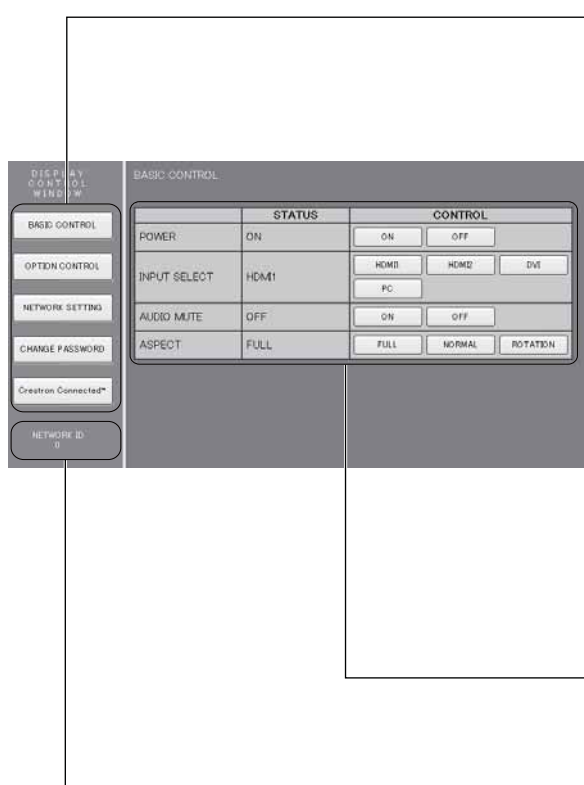 DISPLAY
CONTROL
WINDOW
BASIC CONTROL
OPTION CONTROL
NETWORK SETTING
CHANGE PASSWORD
Crestron Connected™
NETWORK ID
0
BASIC CONTROL
STATUS CONTROL
POWER ON ON OFF
INPUT SELECT HDMI1 HDMI1 HDMI2 DVI
PC
AUDIO MUTE OFF ON OFF
ASPECT FULL FULL NORMAL ROTATION